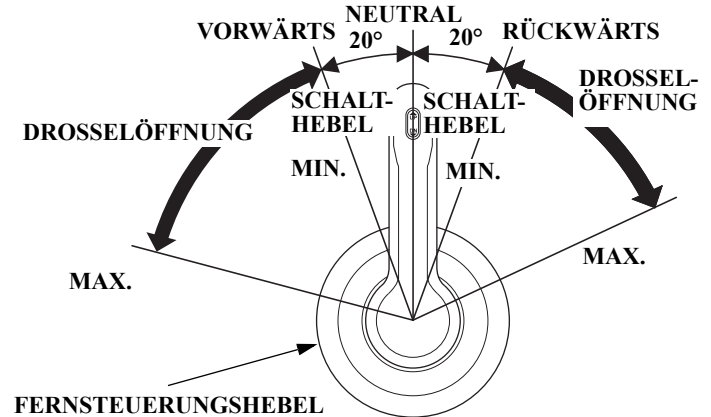 NEUTRAL
VORWÄRTS
RÜCKWÄRTS
20°
20°
DROSSEL-
ÖFFNUNG
SCHALT-
HEBEL
SCHALT-
HEBEL
DROSSELÖFFNUNG
MIN.
MIN.
MAX.
MAX.
FERNSTEUERUNGSHEBEL